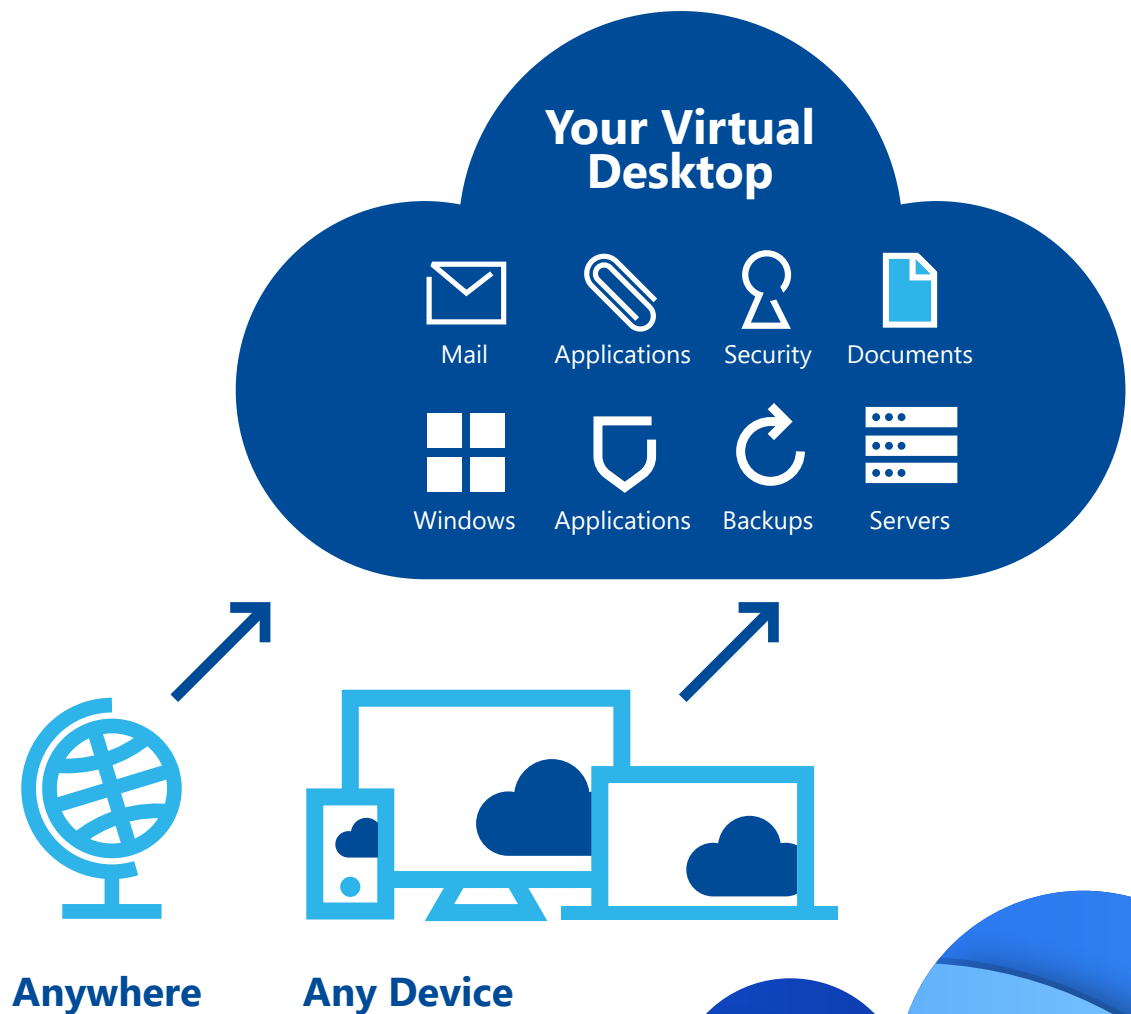 Your Virtual
Desktop
Mail
Applications
Security
Documents
Windows
Applications
Backups
Servers
Anywhere
Any Device